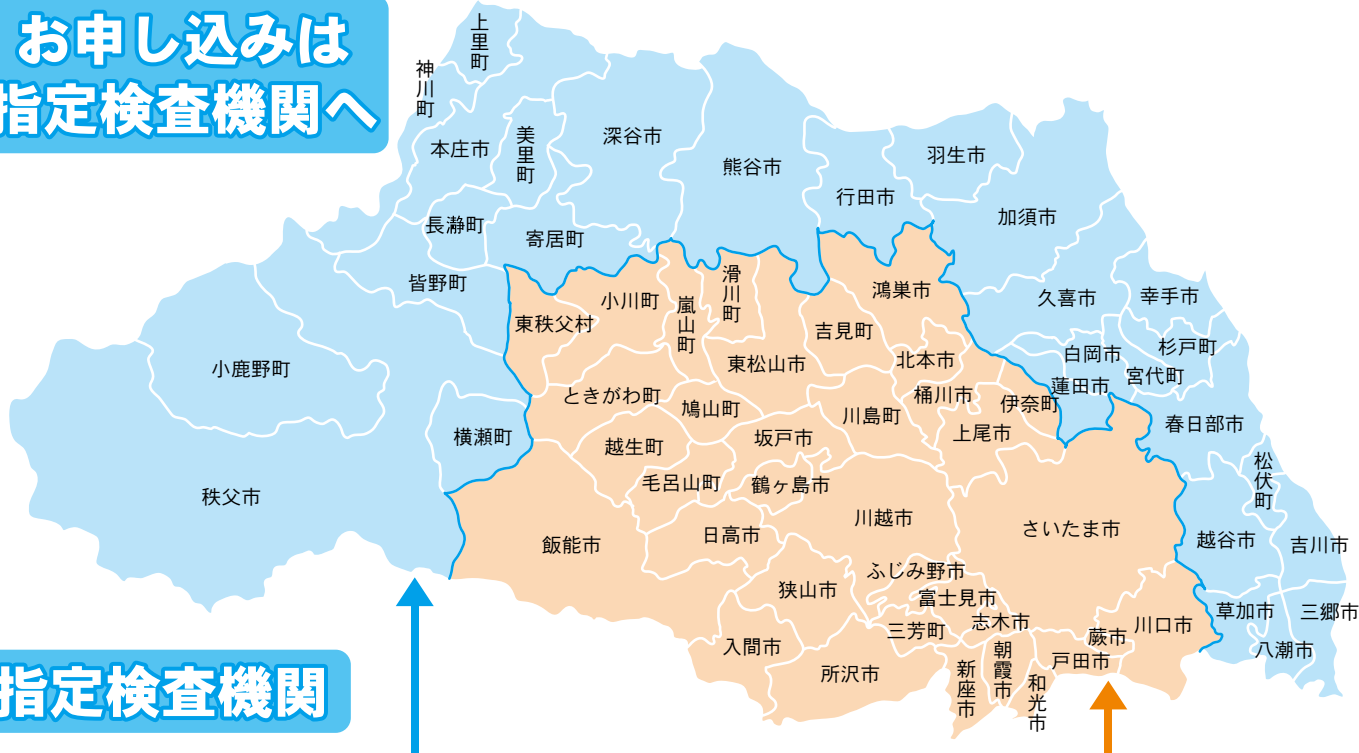 お申し込みは
指定検査機関へ
上里町
神川町
本庄市
美里町
深谷市
熊谷市
羽生市
行田市
加須市
長瀞町
寄居町
皆野町
滑川町
鴻巣市
久喜市
幸手市
小川町
嵐山町
東秩父村
吉見町
杉戸町
白岡市
小鹿野町
東松山市
北本市
宮代町
蓮田市
ときがわ町
鳩山町
桶川市
伊奈町
川島町
春日部市
横瀬町
越生町
坂戸市
上尾市
松伏町
毛呂山町
鶴ヶ島市
秩父市
川越市
さいたま市
飯能市
日高市
越谷市
吉川市
ふじみ野市
狭山市
富士見市
草加市
三郷市
志木市
三芳町
川口市
蕨市
入間市
八潮市
戸田市
朝霞市
所沢市
新座市
和光市
指定検査機関